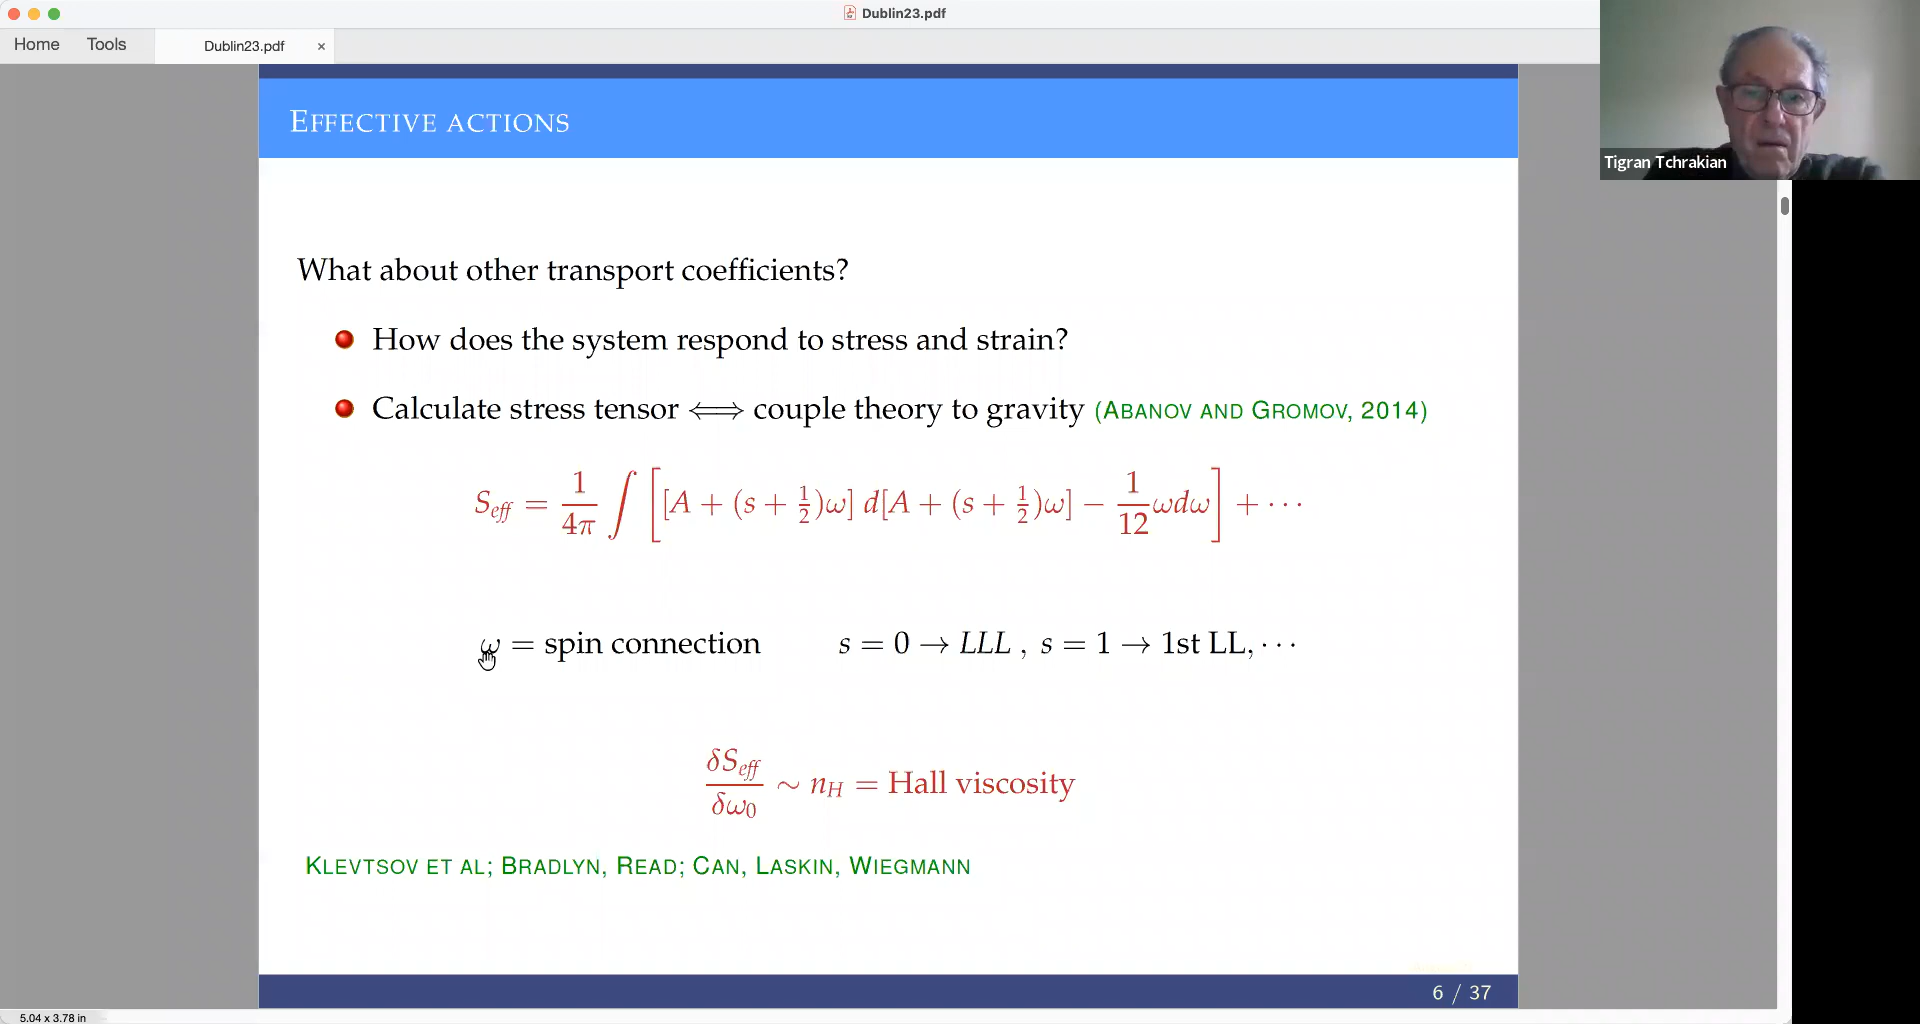 Dublin23.pdf
Home Tools Dublin23.pdf ×
Tigran Tchrakian
EFFECTIVE ACTIONS
What about other transport coefficients?
How does the system respond to stress and strain?
Calculate stress tensor ⟺ couple theory to gravity (ABANOV AND GROMOV, 2014)
S_eff = 1/4π ∫ [[A + (s + 1/2)ω] d[A + (s + 1/2)ω] − 1/12 ωdω] + ···
ω = spin connection s = 0 → LLL , s = 1 → 1st LL, ···
δS_eff/δω_0 ∼ n_H = Hall viscosity
KLEVTSOV ET AL; BRADLYN, READ; CAN, LASKIN, WIEGMANN
6 / 37
5.04 x 3.78 in